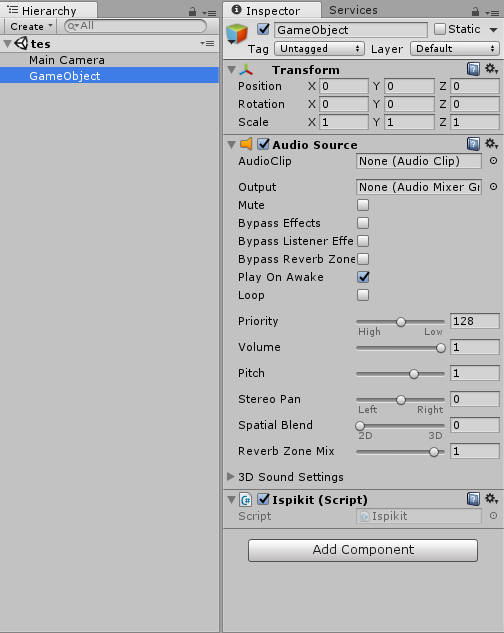 Hierarchy
Create
All
tes
Main Camera
GameObject
Inspector
Services
GameObject
Static
Tag
Untagged
Layer
Default
Transform
Position X 0 Y 0 Z 0
Rotation X 0 Y 0 Z 0
Scale X 1 Y 1 Z 1
Audio Source
AudioClip None (Audio Clip)
Output None (Audio Mixer Gr
Mute
Bypass Effects
Bypass Listener Effe
Bypass Reverb Zone
Play On Awake
Loop
Priority 128
High Low
Volume 1
Pitch 1
Stereo Pan 0
Left Right
Spatial Blend 0
2D 3D
Reverb Zone Mix 1
3D Sound Settings
Ispikit (Script)
Script Ispikit
Add Component